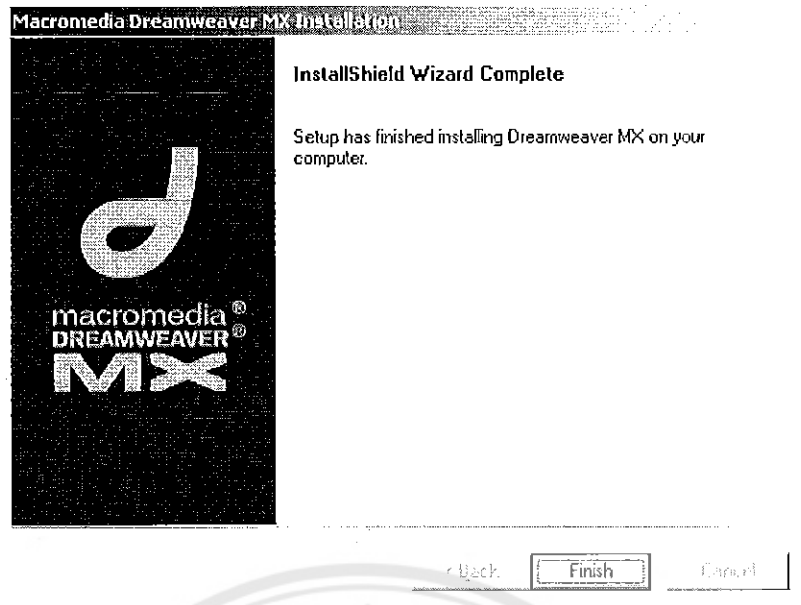 Macromedia Dreamweaver MX Installation
InstallShield Wizard Complete
Setup has finished installing Dreamweaver MX on your
computer.
macromedia®
DREAMWEAVER®
MX
< Back
Finish
Cancel